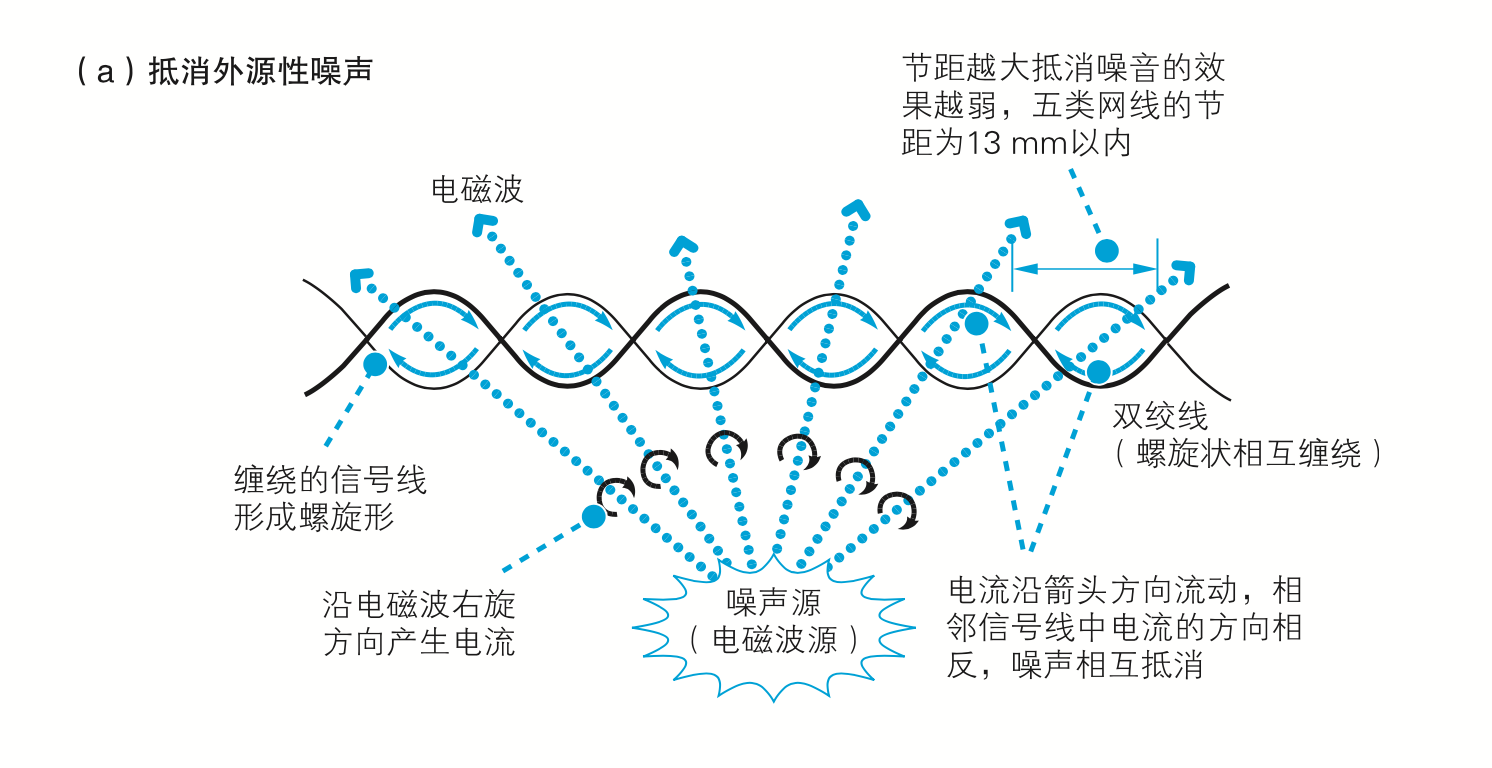 （a）抵消外源性噪声
节距越大抵消噪音的效
果越弱，五类网线的节
距为13 mm以内
电磁波
双绞线
（螺旋状相互缠绕）
缠绕的信号线
形成螺旋形
沿电磁波右旋
方向产生电流
噪声源
（电磁波源）
电流沿箭头方向流动，相
邻信号线中电流的方向相
反，噪声相互抵消